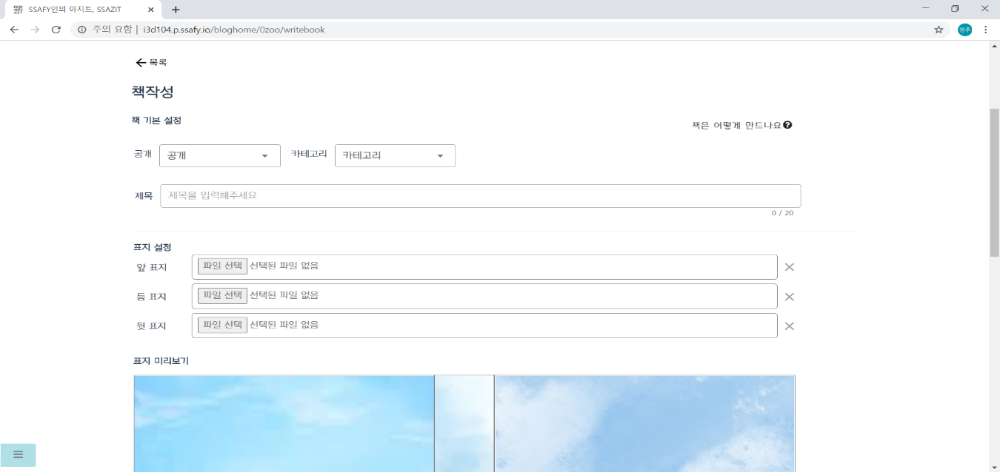 SSAFY인의 아지트, SSAZIT
주의 요함 | i3d104.p.ssafy.io/bloghome/0zoo/writebook
영주
목록
책작성
책 기본 설정
책은 어떻게 만드나요?
공개 공개 카테고리 카테고리
제목 제목을 입력해주세요
0 / 20
표지 설정
앞 표지 파일 선택 선택된 파일 없음
등 표지 파일 선택 선택된 파일 없음
뒷 표지 파일 선택 선택된 파일 없음
표지 미리보기